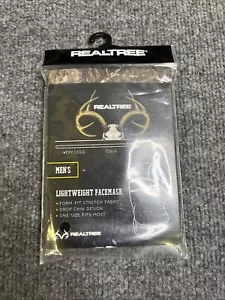 REALTREE
REALTREE
VERY COLD COLD
MEN'S
LIGHTWEIGHT FACEMASK
• FORM FIT STRETCH FABRIC
• DROP CHIN DESIGN
• ONE SIZE FITS MOST
REALTREE